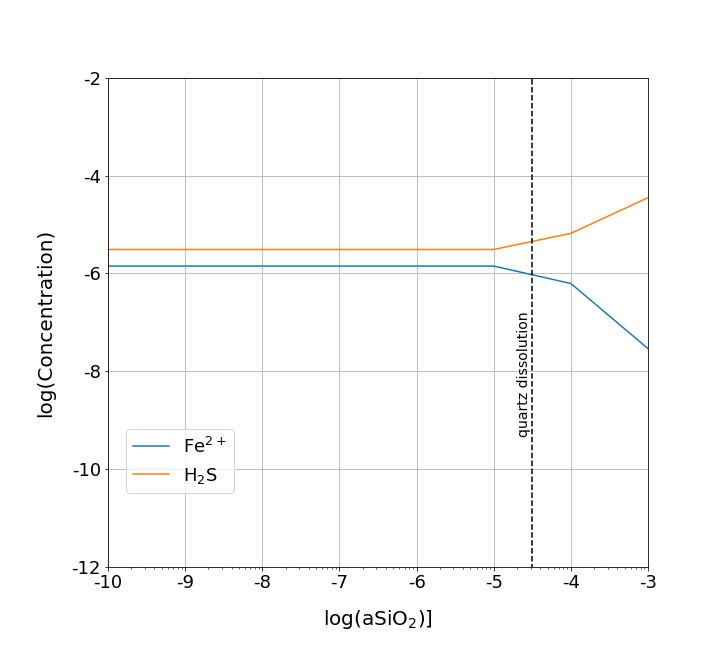 -2
-4
-6
-8
-10
-12
log(Concentration)
quartz dissolution
Fe²⁺
H₂S
-10 -9 -8 -7 -6 -5 -4 -3
log(aSiO₂)]